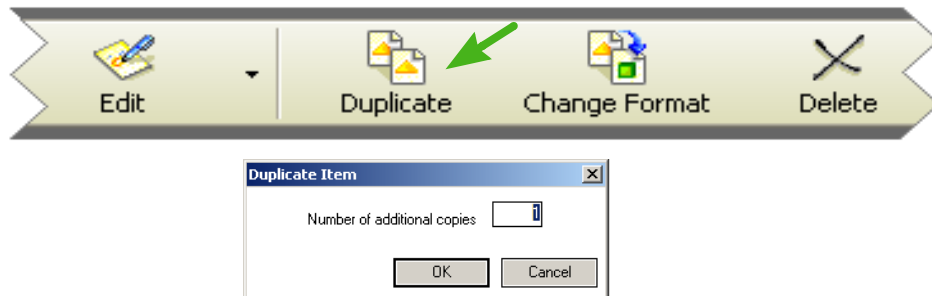 Edit Duplicate Change Format Delete
Duplicate Item
Number of additional copies 1
OK Cancel